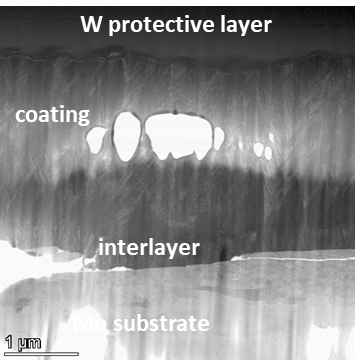 W protective layer
coating
interlayer
Mo substrate
1 μm